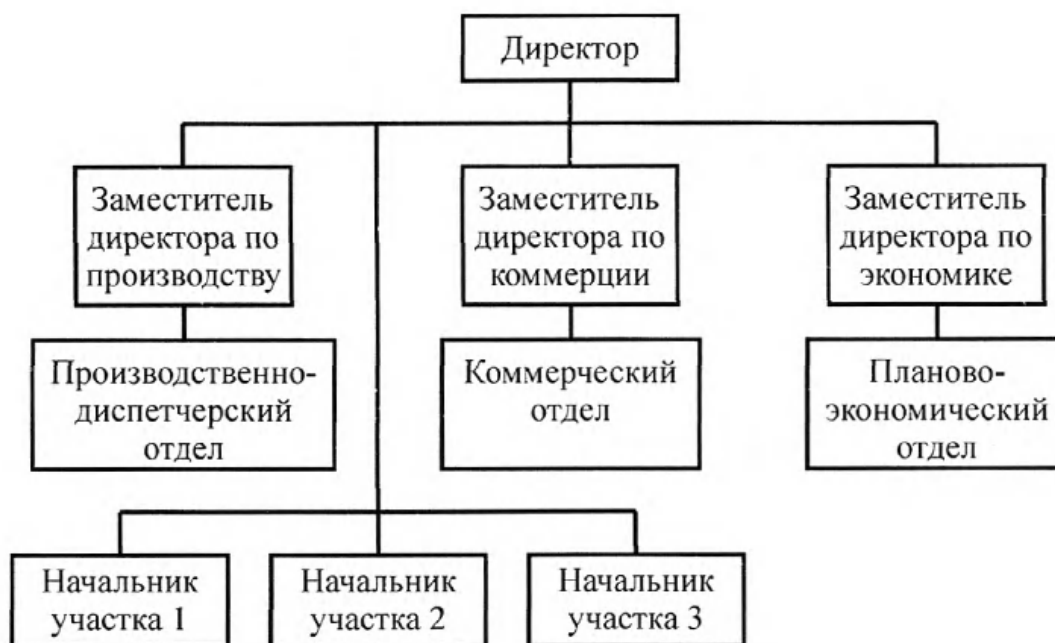 Директор
Заместитель
директора по
производству
Заместитель
директора по
коммерции
Заместитель
директора по
экономике
Производственно-
диспетчерский
отдел
Коммерческий
отдел
Планово-
экономический
отдел
Начальник
участка 1
Начальник
участка 2
Начальник
участка 3